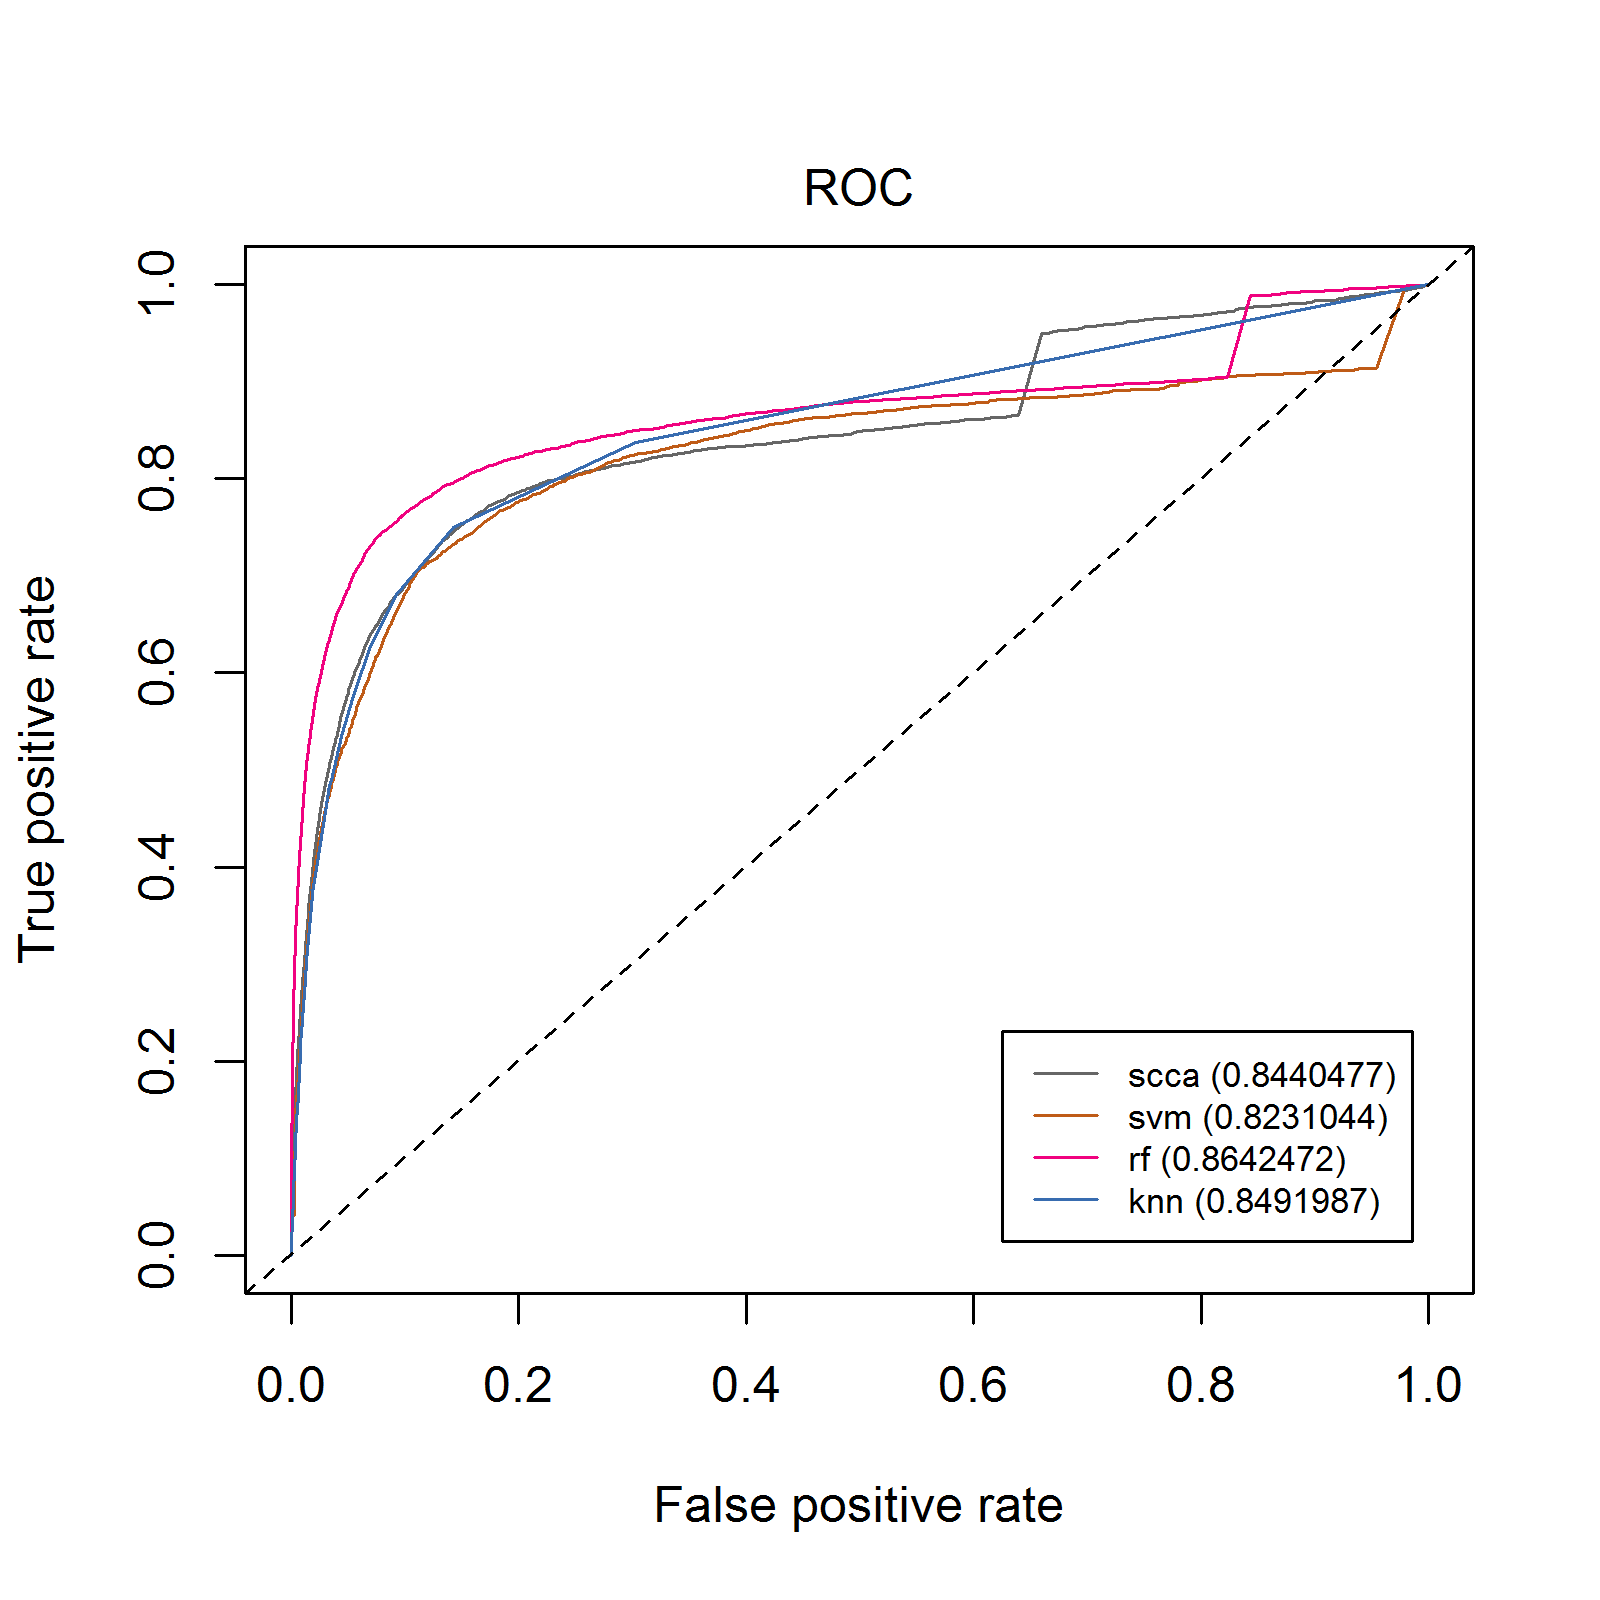 ROC
True positive rate
1.0
0.8
0.6
0.4
0.2
0.0
scca (0.8440477)
svm (0.8231044)
rf (0.8642472)
knn (0.8491987)
0.0 0.2 0.4 0.6 0.8 1.0
False positive rate